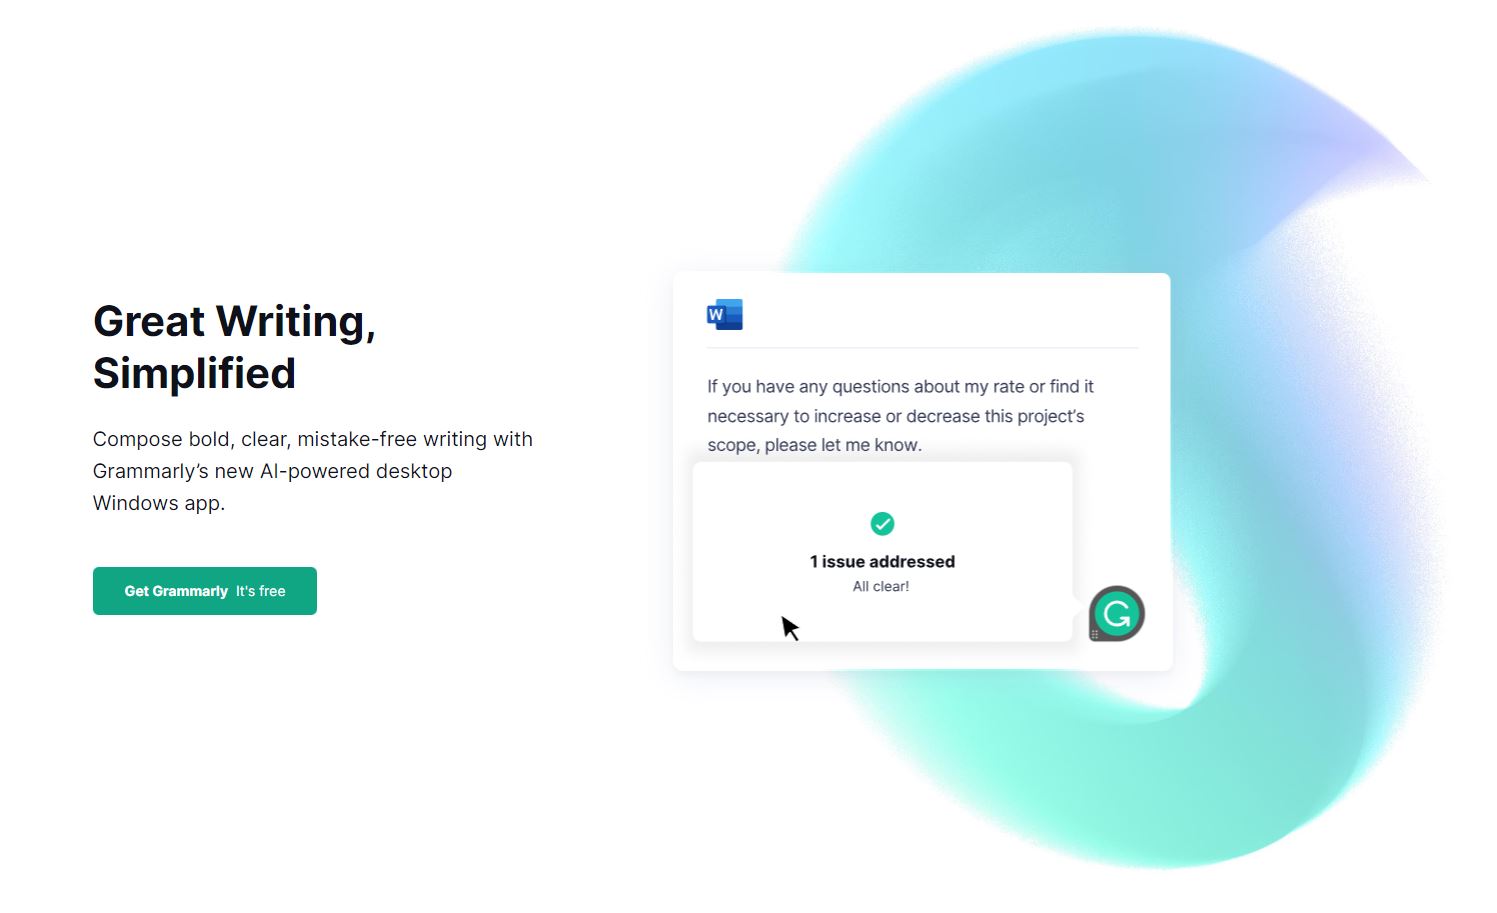 Great Writing,
Simplified
Compose bold, clear, mistake-free writing with
Grammarly’s new AI-powered desktop
Windows app.
Get Grammarly It's free
W
If you have any questions about my rate or find it
necessary to increase or decrease this project’s
scope, please let me know.
1 issue addressed
All clear!
G